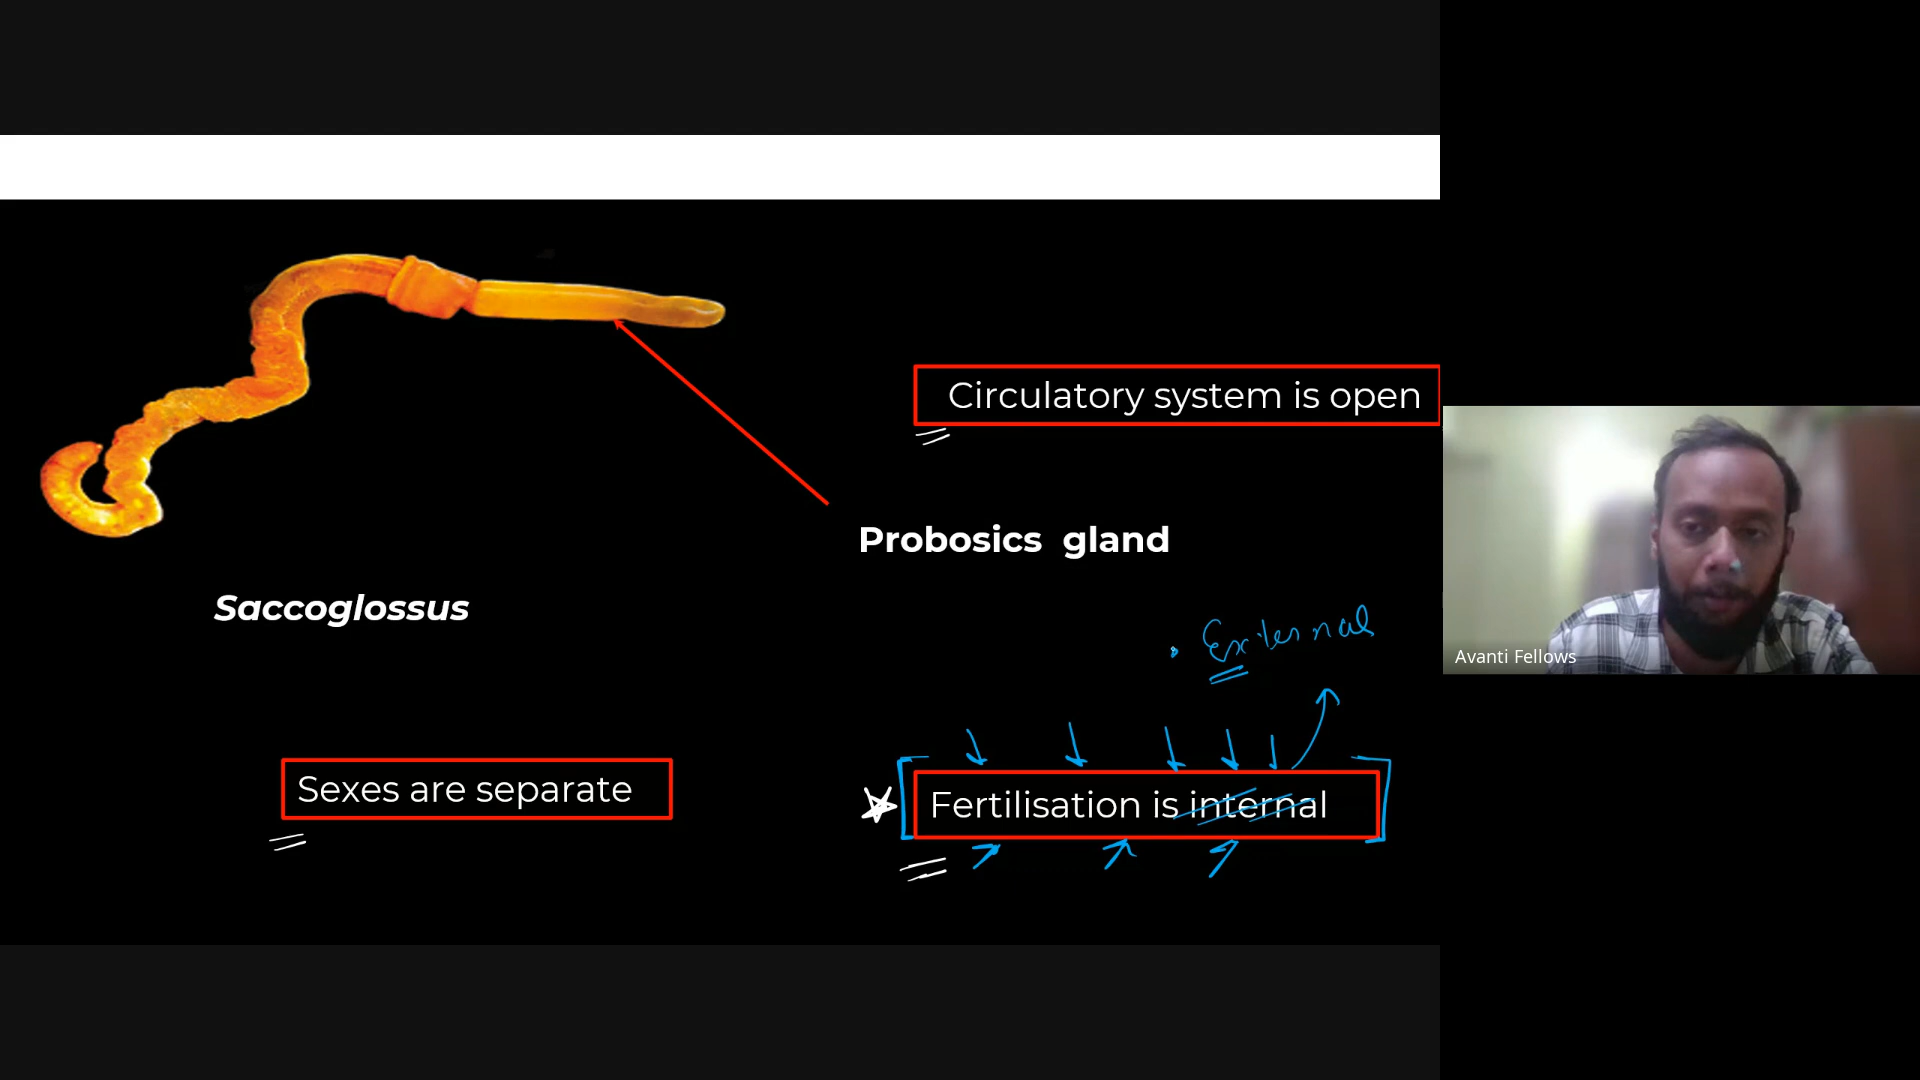 Circulatory system is open
Probosics gland
Saccoglossus
• External
Avanti Fellows
Sexes are separate
Fertilisation is internal